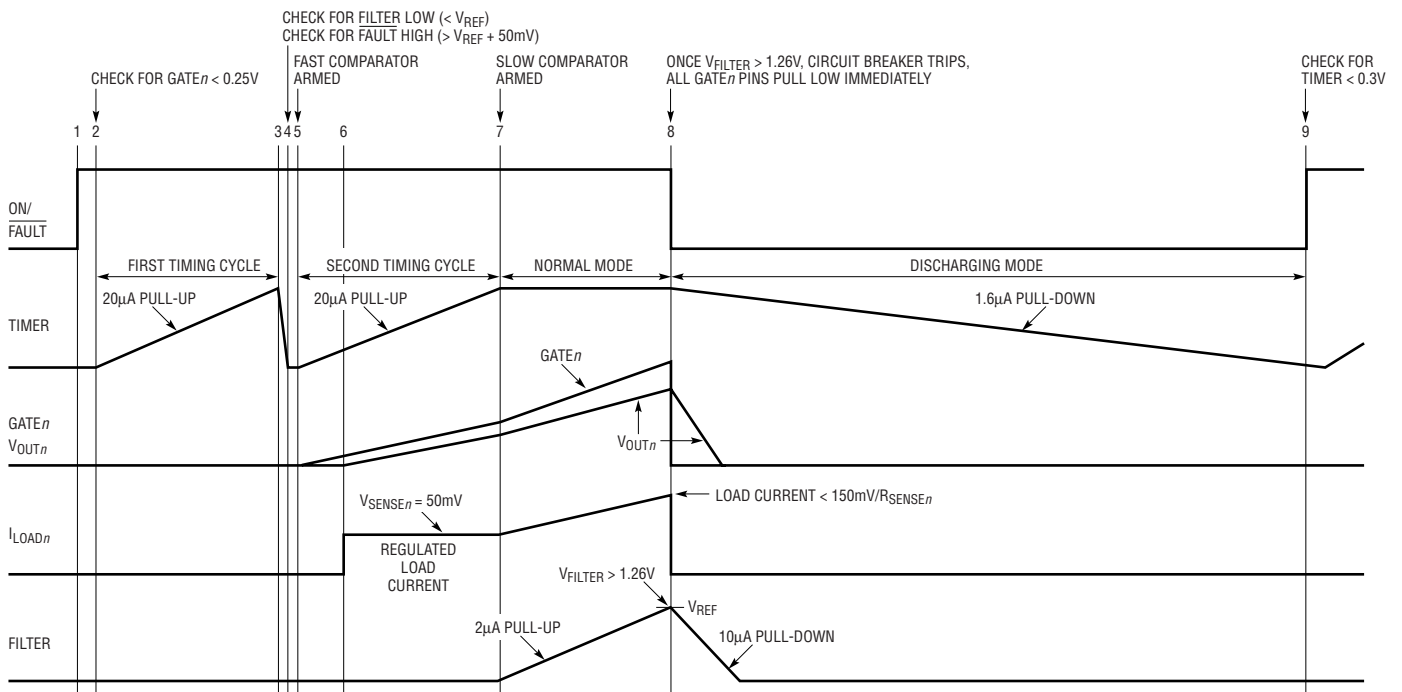 CHECK FOR FILTER LOW (< VREF)
CHECK FOR FAULT HIGH (> VREF + 50mV)
CHECK FOR GATEn < 0.25V
FAST COMPARATOR
ARMED
SLOW COMPARATOR
ARMED
ONCE VFILTER > 1.26V, CIRCUIT BREAKER TRIPS,
ALL GATEn PINS PULL LOW IMMEDIATELY
CHECK FOR
TIMER < 0.3V
1 2 3 4 5 6 7 8 9
ON/
FAULT
FIRST TIMING CYCLE
SECOND TIMING CYCLE
NORMAL MODE
DISCHARGING MODE
20µA PULL-UP
20µA PULL-UP
1.6µA PULL-DOWN
TIMER
GATEn
GATEn
VOUTn
VOUTn
VSENSEn = 50mV
LOAD CURRENT < 150mV/RSENSEn
ILOADn
REGULATED
LOAD
CURRENT
VFILTER > 1.26V
VREF
2µA PULL-UP
10µA PULL-DOWN
FILTER